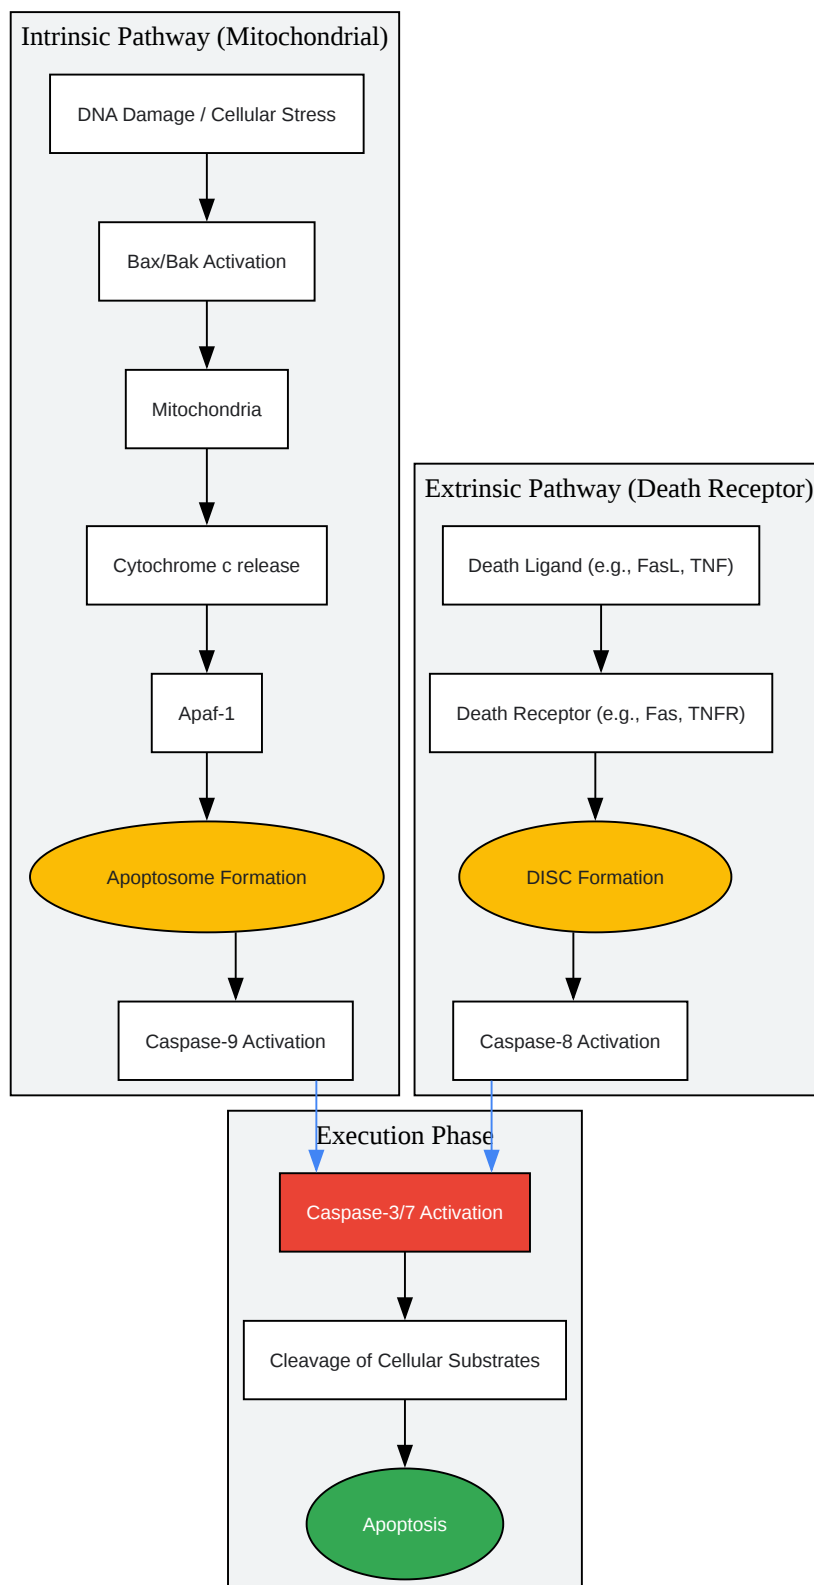 Intrinsic Pathway (Mitochondrial)
DNA Damage / Cellular Stress
Bax/Bak Activation
Mitochondria
Cytochrome c release
Apaf-1
Apoptosome Formation
Caspase-9 Activation
Extrinsic Pathway (Death Receptor)
Death Ligand (e.g., FasL, TNF)
Death Receptor (e.g., Fas, TNFR)
DISC Formation
Caspase-8 Activation
Execution Phase
Caspase-3/7 Activation
Cleavage of Cellular Substrates
Apoptosis